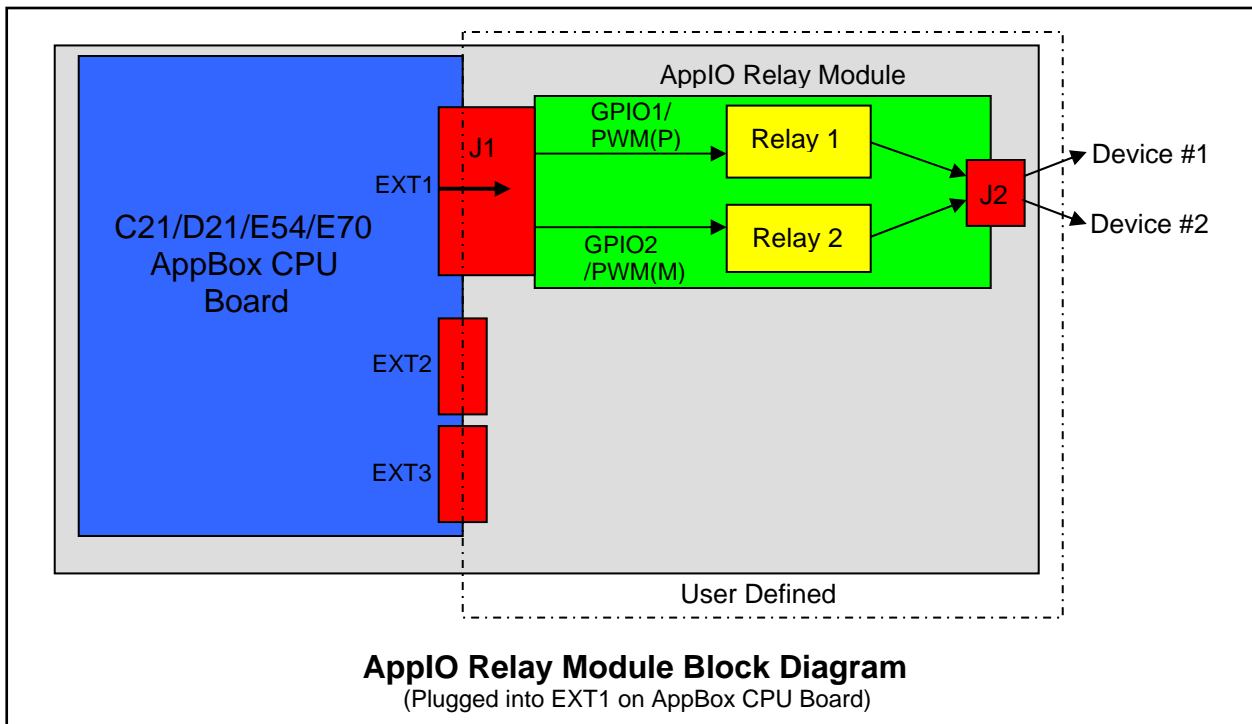 AppIO Relay Module
GPIO1/
PWM(P)
Relay 1
J1
EXT1
Device #1
J2
C21/D21/E54/E70
AppBox CPU
Board
Relay 2
Device #2
GPIO2
/PWM(M)
EXT2
EXT3
User Defined
AppIO Relay Module Block Diagram
(Plugged into EXT1 on AppBox CPU Board)